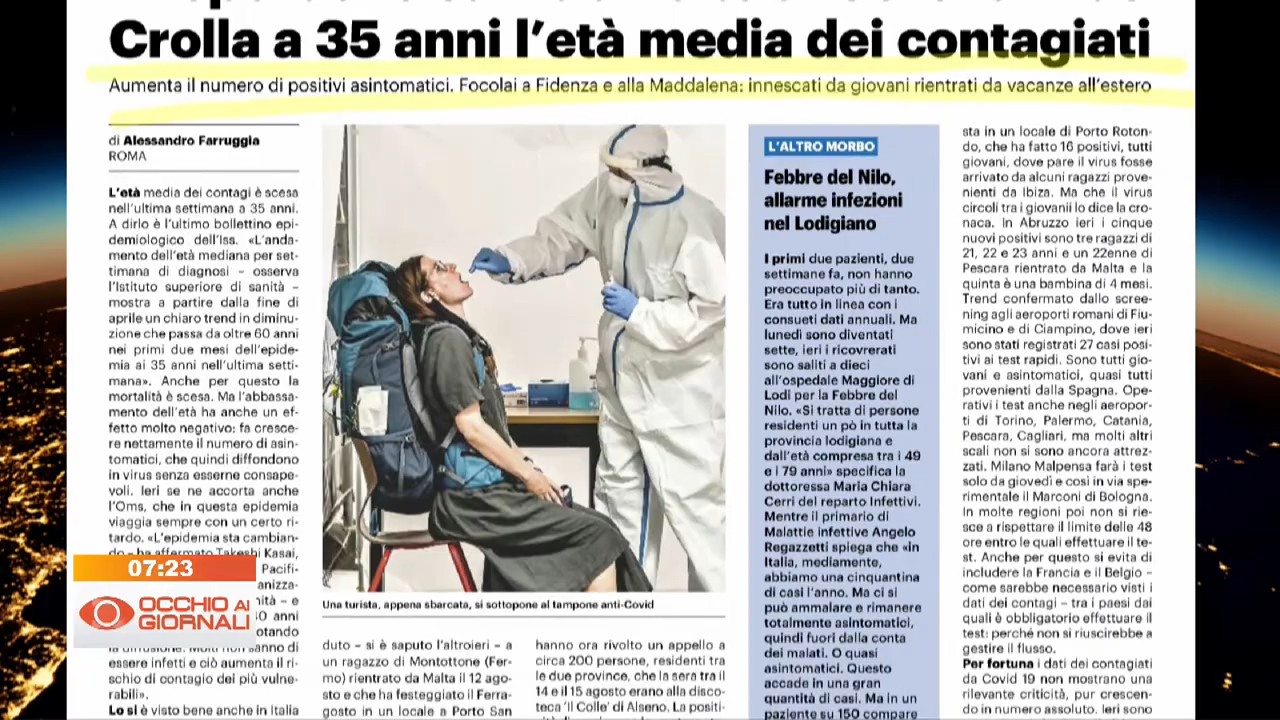 Crolla a 35 anni l'età media dei contagiati
Aumenta il numero di positivi asintomatici. Focolai a Fidenza e alla Maddalena: innescati da giovani rientrati da vacanze all'estero
di Alessandro Farruggia
ROMA
L'età media dei contagi è scesa
nell'ultima settimana a 35 anni.
A dirlo è l'ultimo bollettino epi-
demiologico dell'Iss. «L'anda-
mento dell'età mediana per set-
timana di diagnosi – osserva
l'Istituto superiore di sanità –
mostra a partire dalla fine di
aprile un chiaro trend in diminu-
zione che passa da oltre 60 anni
nei primi due mesi dell'epide-
mia ai 35 anni nell'ultima setti-
mana». Anche per questo la
mortalità è scesa. Ma l'abbassa-
mento dell'età ha anche un ef-
fetto molto negativo: fa cresce-
re nettamente il numero di asin-
tomatici, che quindi diffondono
in virus senza esserne consape-
voli. Ieri se ne accorta anche
l'Oms, che in questa epidemia
viaggia sempre con un certo ri-
tardo. «L'epidemia sta cambian-
do – ha affermato Takeshi Kasai,
Pacifi-
anizza-
nità – e
40 anni
otando
la diffusione. Molti non sanno di
essere infetti e ciò aumenta il ri-
schio di contagio dei più vulne-
rabili».
Lo si è visto bene anche in Italia
07:23
OCCHIO AI
GIORNALI
Una turista, appena sbarcata, si sottopone al tampone anti-Covid
duto – si è saputo l'altroieri – a
un ragazzo di Montottone (Fer-
mo) rientrato da Malta il 12 ago-
sto e che ha festeggiato il Ferra-
gosto in un locale a Porto San
hanno ora rivolto un appello a
circa 200 persone, residenti tra
le due province, che la sera tra il
14 e il 15 agosto erano alla disco-
teca 'Il Colle' di Alseno. La positi-
L'ALTRO MORBO
Febbre del Nilo,
allarme infezioni
nel Lodigiano
I primi due pazienti, due
settimane fa, non hanno
preoccupato più di tanto.
Era tutto in linea con i
consueti dati annuali. Ma
lunedì sono diventati
sette, ieri i ricoverati
sono saliti a dieci
all'ospedale Maggiore di
Lodi per la Febbre del
Nilo. «Si tratta di persone
residenti un pò in tutta la
provincia lodigiana e
dall'età compresa tra i 49
e i 79 anni» specifica la
dottoressa Maria Chiara
Cerri del reparto Infettivi.
Mentre il primario di
Malattie infettive Angelo
Regazzetti spiega che «in
Italia, mediamente,
abbiamo una cinquantina
di casi l'anno. Ma ci si
può ammalare e rimanere
totalmente asintomatici,
quindi fuori dalla conta
dei malati. O quasi
asintomatici. Questo
accade in una gran
quantità di casi. Ma in un
paziente su 150 compare
sta in un locale di Porto Roton-
do, che ha fatto 16 positivi, tutti
giovani, dove pare il virus fosse
arrivato da alcuni ragazzi prove-
nienti da Ibiza. Ma che il virus
circoli tra i giovanii lo dice la cro-
naca. In Abruzzo ieri i cinque
nuovi positivi sono tre ragazzi di
21, 22 e 23 anni e un 22enne di
Pescara rientrato da Malta e la
quinta è una bambina di 4 mesi.
Trend confermato dallo scree-
ning agli aeroporti romani di Fiu-
micino e di Ciampino, dove ieri
sono stati registrati 27 casi posi-
tivi ai test rapidi. Sono tutti gio-
vani e asintomatici, quasi tutti
provenienti dalla Spagna. Ope-
rativi i test anche negli aeropor-
ti di Torino, Palermo, Catania,
Pescara, Cagliari, ma molti altri
scali non si sono ancora attrez-
zati. Milano Malpensa farà i test
solo da giovedì e così in via spe-
rimentale il Marconi di Bologna.
In molte regioni poi non si rie-
sce a rispettare il limite delle 48
ore entro le quali effettuare il te-
st. Anche per questo si evita di
includere la Francia e il Belgio –
come sarebbe necessario visti i
dati dei contagi – tra i paesi dai
quali è obbligatorio effettuare il
test: perché non si riuscirebbe a
gestire il flusso.
Per fortuna i dati dei contagiati
da Covid 19 non mostrano una
rilevante criticità, pur crescen-
do in numero assoluto. Ieri sono